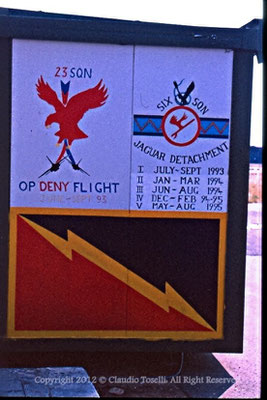 23 SQN
OP DENY FLIGHT
JUNE-SEPT 93
SIX SQN
JAGUAR DETACHMENT
I JULY-SEPT 1993
II JAN-MAR 1994
III JUN-AUG 1994
IV DEC-FEB 94-95
V MAY-AUG 1995
Copyright 2012 © Claudio Toselli. All Right Reserved